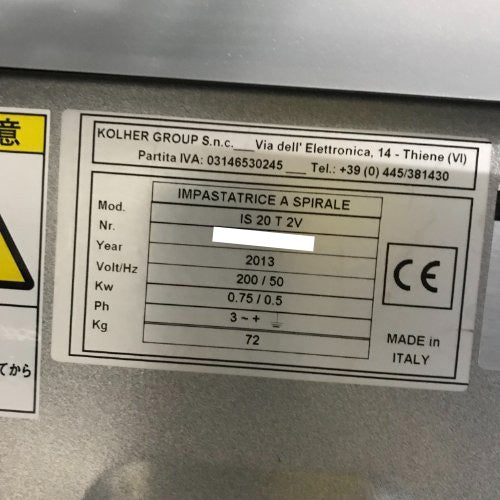 意
KOLHER GROUP S.n.c.___Via dell' Elettronica, 14 - Thiene (VI)
Partita IVA: 03146530245 ___ Tel.: +39 (0) 445/381430
IMPASTATRICE A SPIRALE
Mod. IS 20 T 2V
Nr.
Year 2013
Volt/Hz 200 / 50
Kw 0.75 / 0.5
Ph 3 ~ + ⏚
Kg 72
CE
MADE in
ITALY
てから